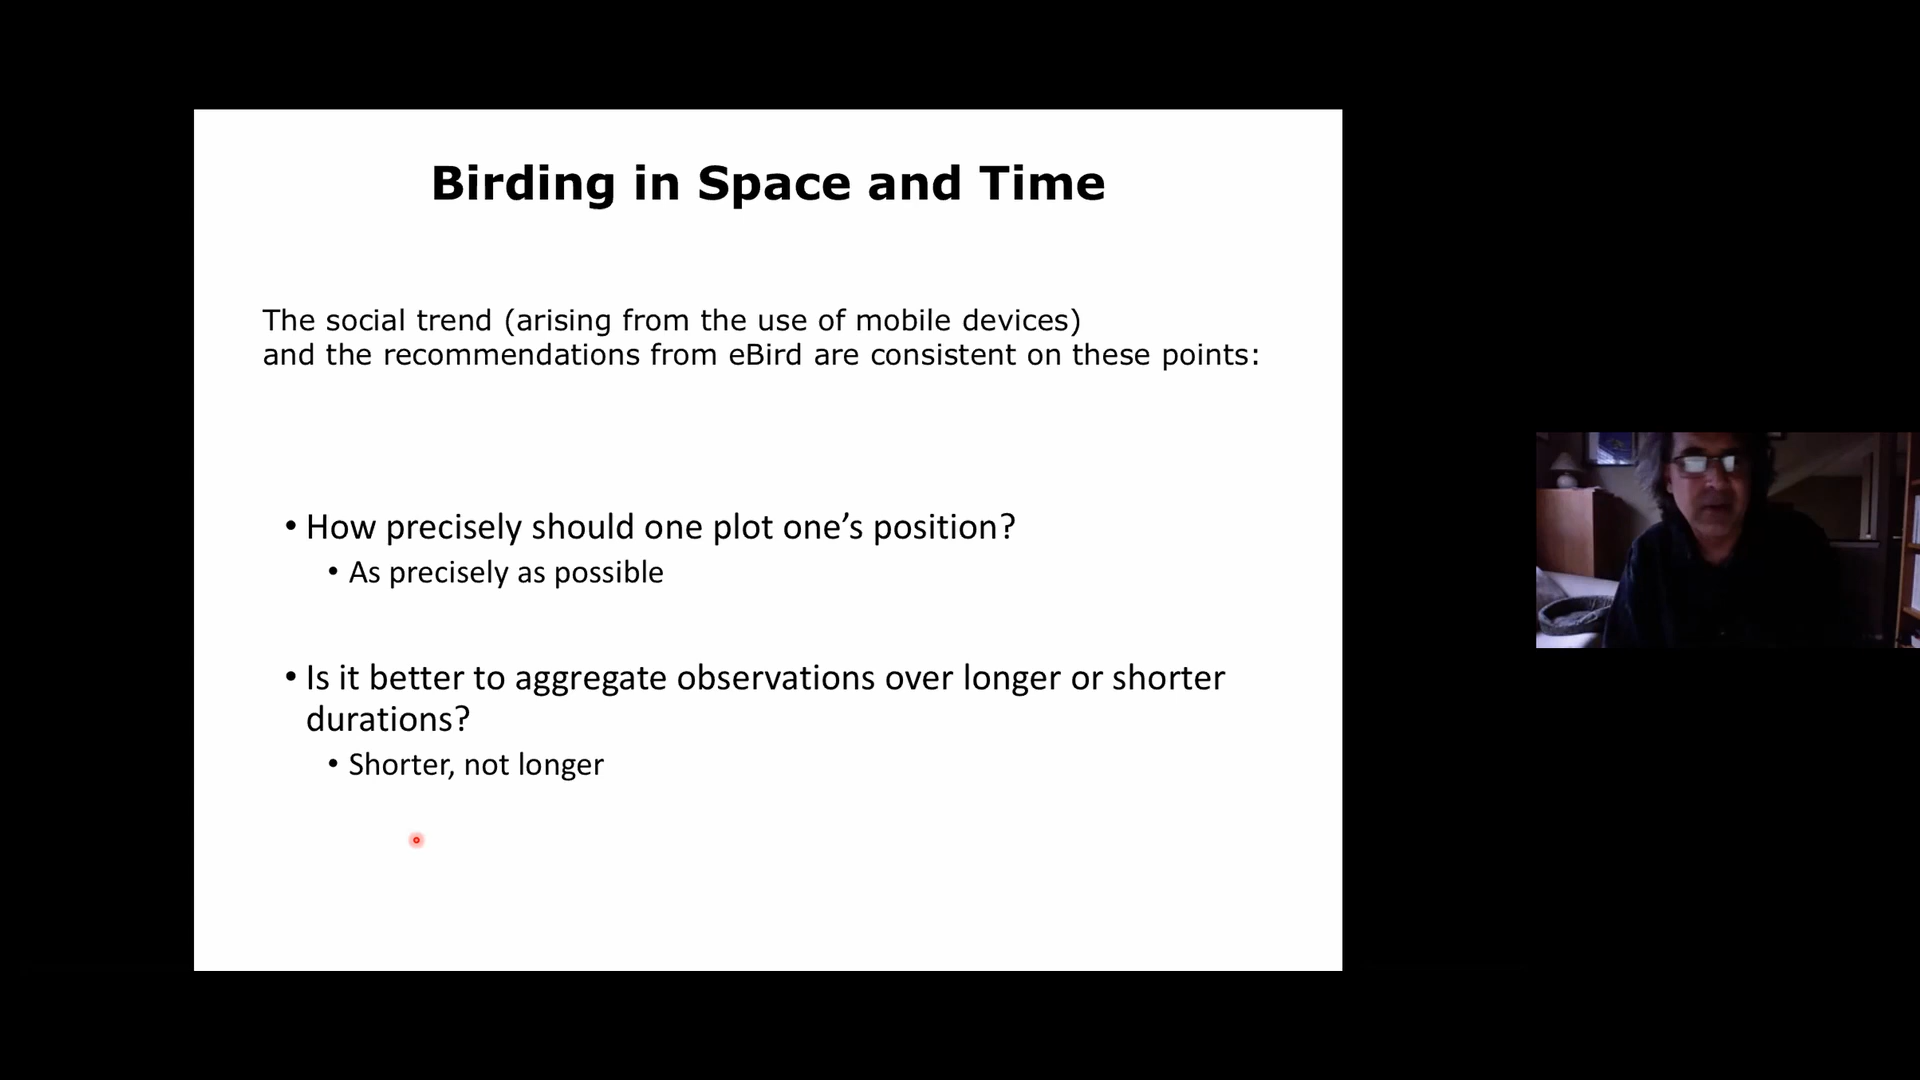 Birding in Space and Time
The social trend (arising from the use of mobile devices)
and the recommendations from eBird are consistent on these points:
• How precisely should one plot one’s position?
• As precisely as possible
• Is it better to aggregate observations over longer or shorter
durations?
• Shorter, not longer